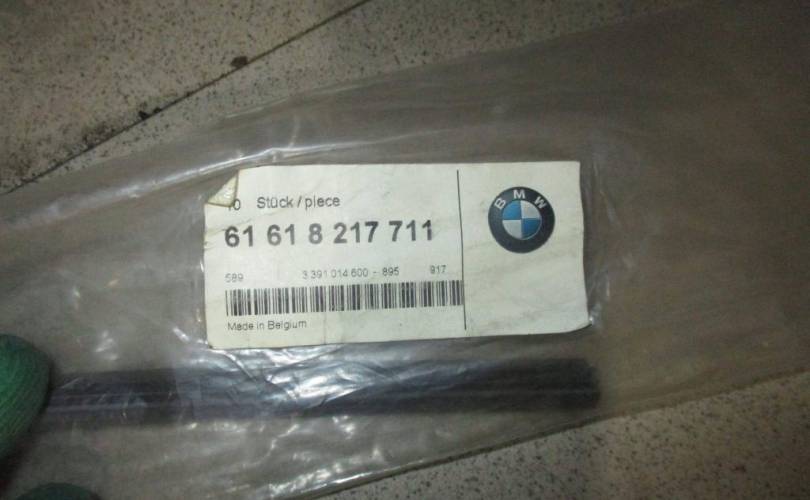 10 Stück / piece
61 61 8 217 711
589 3 391 014 600 - 895 917
Made in Belgium
BMW